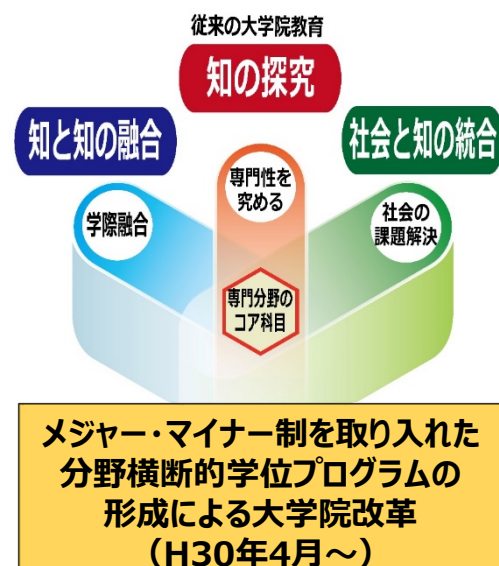 従来の大学院教育
知の探究
知と知の融合
社会と知の統合
専門性を
究める
学際融合
社会の
課題解決
専門分野の
コア科目
メジャー・マイナー制を取り入れた
分野横断的学位プログラムの
形成による大学院改革
（H30年4月～）